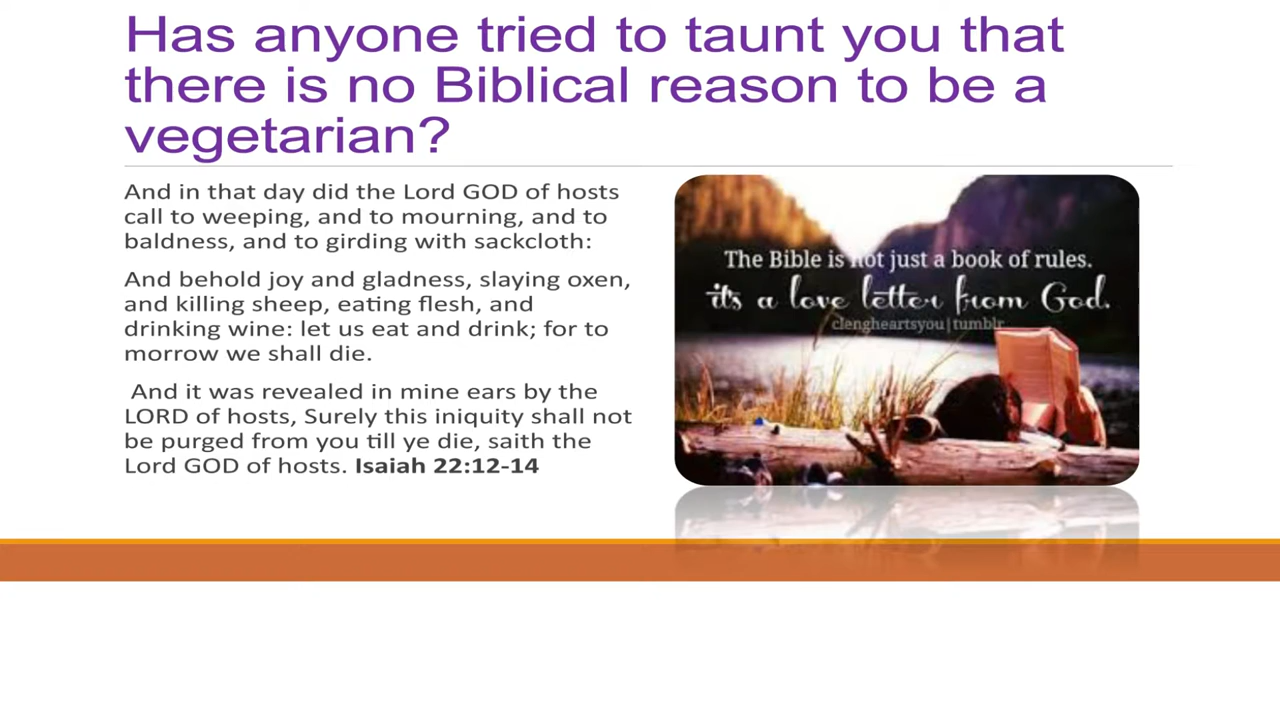 Has anyone tried to taunt you that
there is no Biblical reason to be a
vegetarian?
And in that day did the Lord GOD of hosts
call to weeping, and to mourning, and to
baldness, and to girding with sackcloth:
And behold joy and gladness, slaying oxen,
and killing sheep, eating flesh, and
drinking wine: let us eat and drink; for to
morrow we shall die.
And it was revealed in mine ears by the
LORD of hosts, Surely this iniquity shall not
be purged from you till ye die, saith the
Lord GOD of hosts. Isaiah 22:12-14
The Bible is not just a book of rules.
it's a love letter from God.
clengheartsyou|tumblr